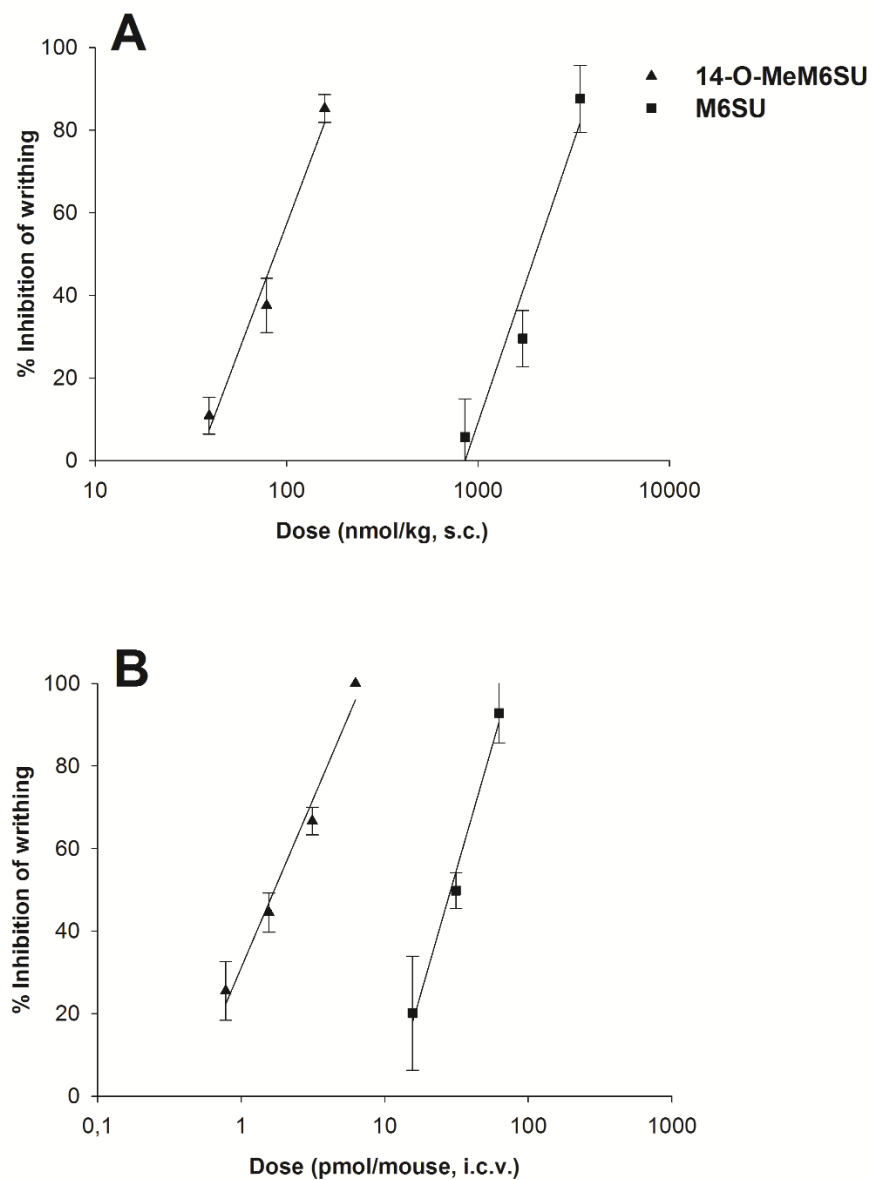 A
14-O-MeM6SU
M6SU
% Inhibition of writhing
100
80
60
40
20
0
10
100
1000
10000
Dose (nmol/kg, s.c.)
B
% Inhibition of writhing
100
80
60
40
20
0
0,1
1
10
100
1000
Dose (pmol/mouse, i.c.v.)